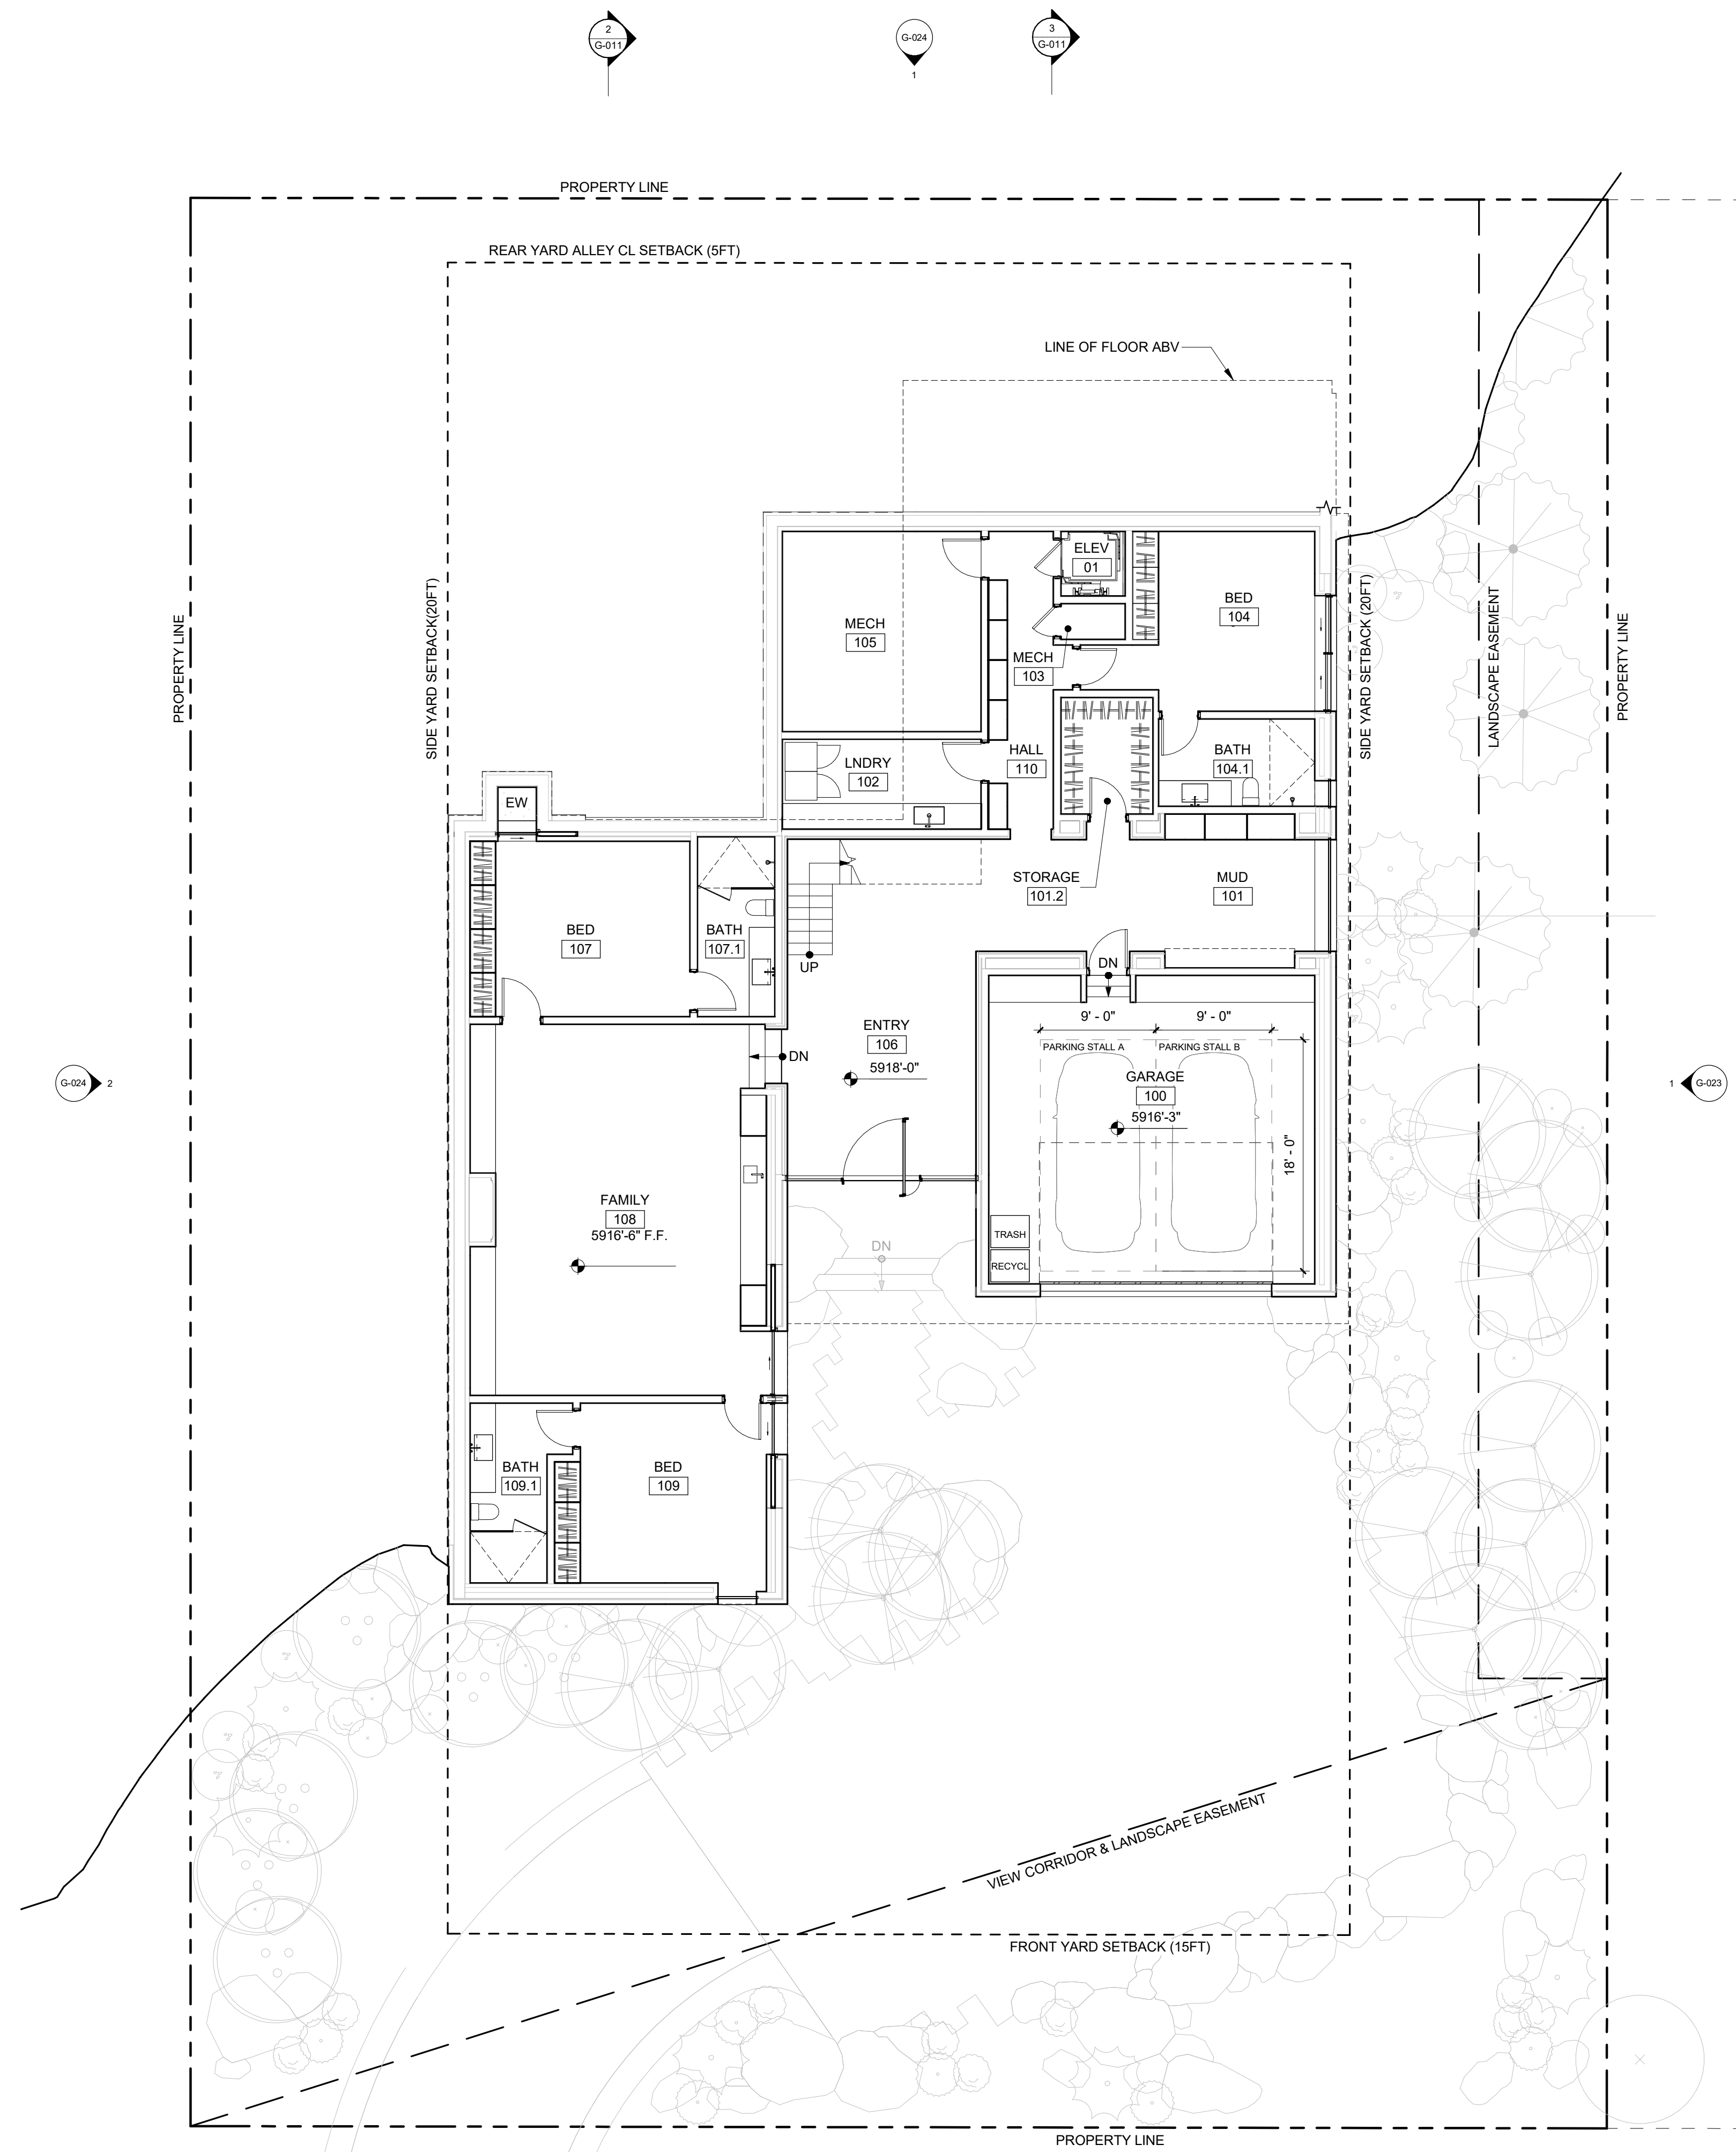 2
G-011
G-024
1
3
G-011
PROPERTY LINE
REAR YARD ALLEY CL SETBACK (5FT)
LINE OF FLOOR ABV
PROPERTY LINE
SIDE YARD SETBACK(20FT)
SIDE YARD SETBACK (20FT)
LANDSCAPE EASEMENT
PROPERTY LINE
ELEV
01
BED
104
MECH
105
MECH
103
HALL
110
BATH
104.1
LNDRY
102
EW
STORAGE
101.2
MUD
101
BED
107
BATH
107.1
UP
DN
9' - 0"
9' - 0"
ENTRY
106
5918'-0"
DN
PARKING STALL A
PARKING STALL B
GARAGE
100
5916'-3"
18' - 0"
G-024
2
1
G-023
FAMILY
108
5916'-6" F.F.
TRASH
RECYCL
DN
BATH
109.1
BED
109
VIEW CORRIDOR & LANDSCAPE EASEMENT
FRONT YARD SETBACK (15FT)
PROPERTY LINE